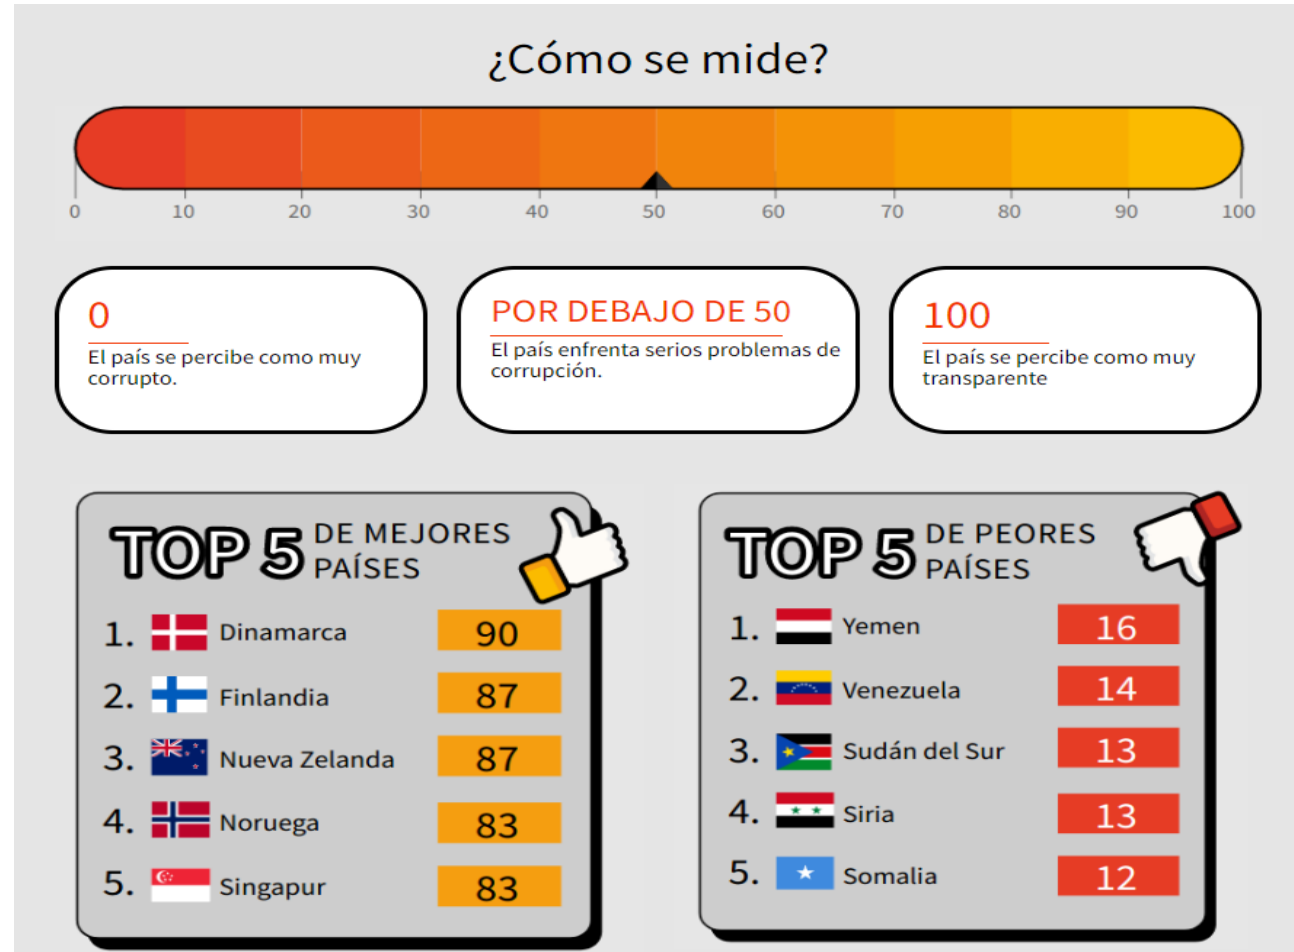 ¿Cómo se mide?
0 10 20 30 40 50 60 70 80 90 100
0
El país se percibe como muy
corrupto.
POR DEBAJO DE 50
El país enfrenta serios problemas de
corrupción.
100
El país se percibe como muy
transparente
TOP 5 DE MEJORES
PAÍSES
1. Dinamarca 90
2. Finlandia 87
3. Nueva Zelanda 87
4. Noruega 83
5. Singapur 83
TOP 5 DE PEORES
PAÍSES
1. Yemen 16
2. Venezuela 14
3. Sudán del Sur 13
4. Siria 13
5. Somalia 12